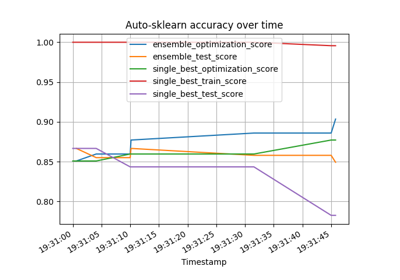 Auto-sklearn accuracy over time
1.00
0.95
0.90
0.85
0.80
ensemble_optimization_score
ensemble_test_score
single_best_optimization_score
single_best_train_score
single_best_test_score
19:31:00
19:31:05
19:31:10
19:31:15
19:31:20
19:31:25
19:31:30
19:31:35
19:31:40
19:31:45
Timestamp